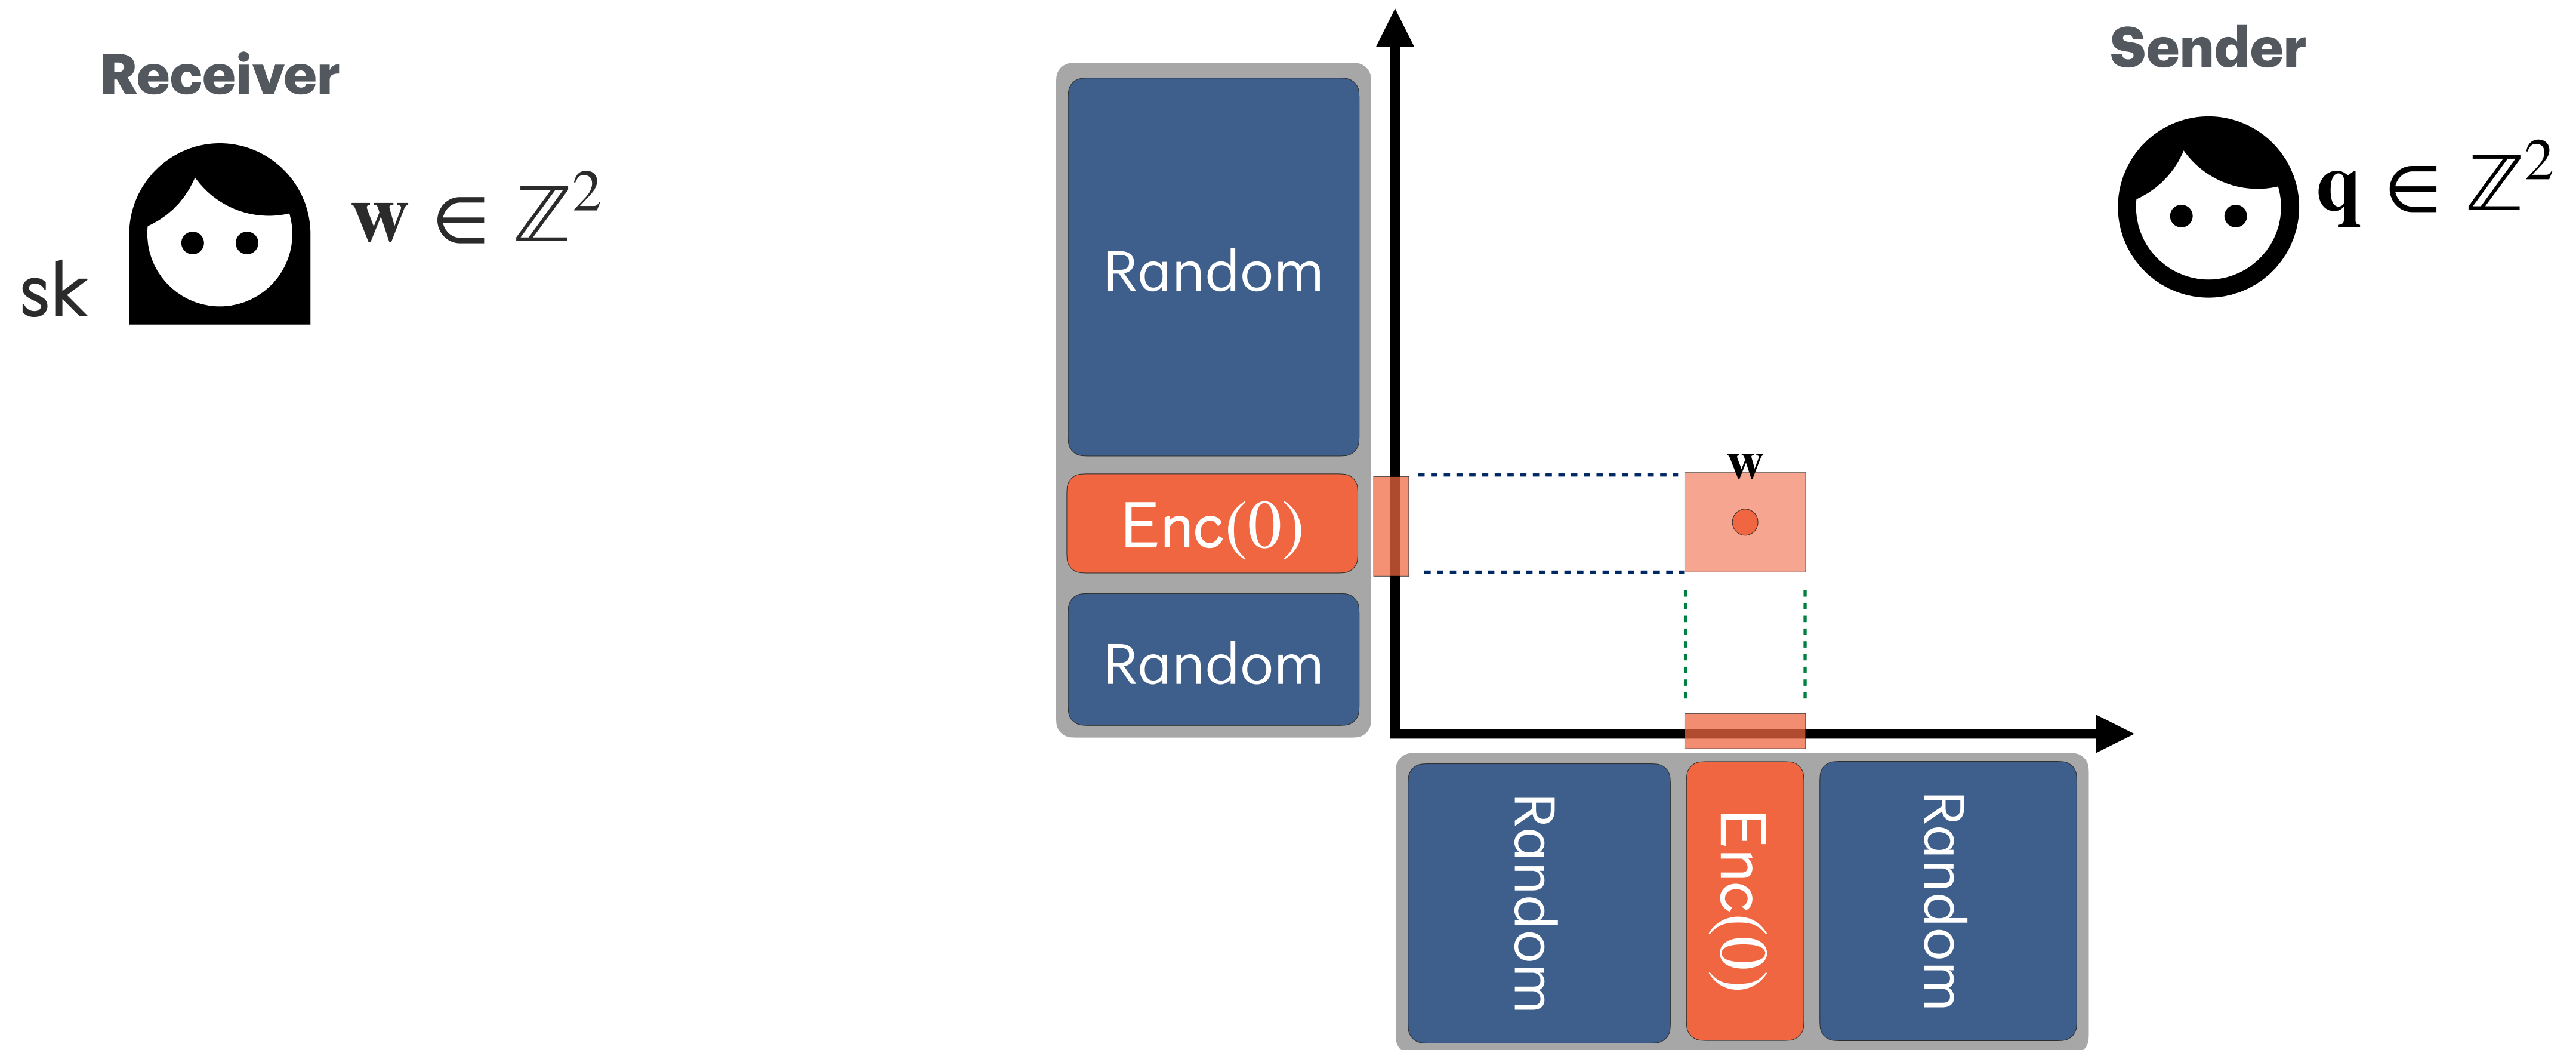 Receiver
sk
𝐰 ∈ ℤ²
Sender
𝐪 ∈ ℤ²
Random
Enc(0)
Random
𝐰
Random
Enc(0)
Random